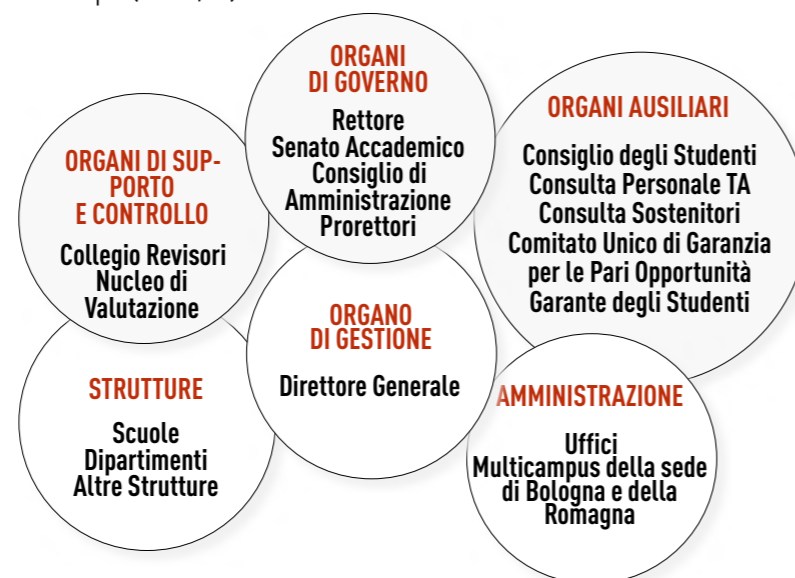 ORGANI
DI GOVERNO
Rettore
Senato Accademico
Consiglio di
Amministrazione
Prorettori
ORGANI AUSILIARI
Consiglio degli Studenti
Consulta Personale TA
Consulta Sostenitori
Comitato Unico di Garanzia
per le Pari Opportunità
Garante degli Studenti
ORGANI DI SUP-
PORTO
E CONTROLLO
Collegio Revisori
Nucleo di
Valutazione
ORGANO
DI GESTIONE
Direttore Generale
STRUTTURE
Scuole
Dipartimenti
Altre Strutture
AMMINISTRAZIONE
Uffici
Multicampus della sede
di Bologna e della
Romagna